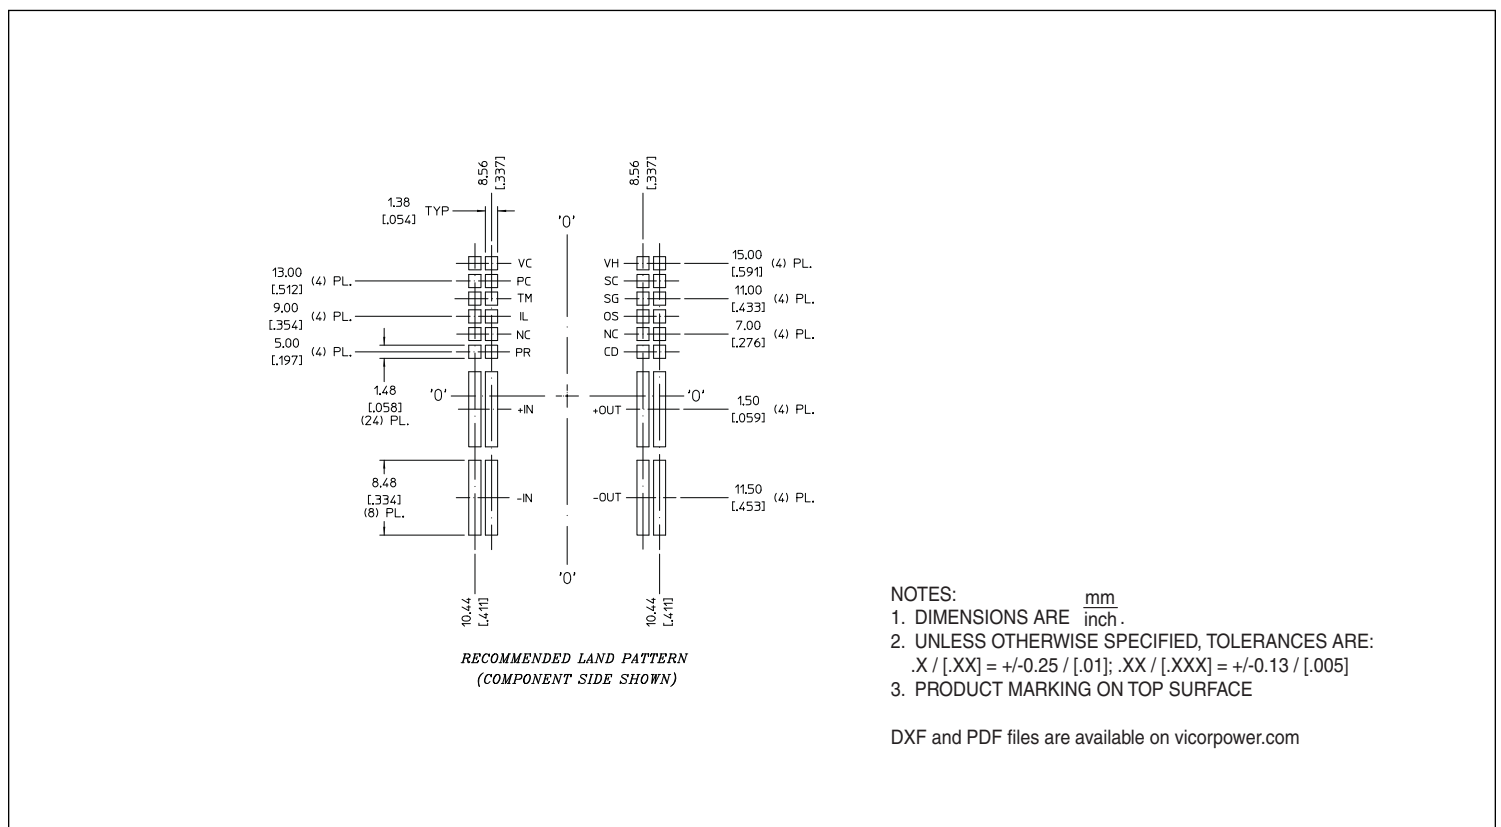 8.56
[.337]
8.56
[.337]
1.38
[.054]
TYP
'0'
VC
VH
15.00
[.591]
(4) PL.
13.00
[.512]
(4) PL.
PC
SC
TM
SG
11.00
[.433]
(4) PL.
9.00
[.354]
(4) PL.
IL
OS
NC
NC
7.00
[.276]
(4) PL.
5.00
[.197]
(4) PL.
PR
CD
1.48
[.058]
(24) PL.
'0'
'0'
+IN
+OUT
1.50
[.059]
(4) PL.
8.48
[.334]
(8) PL.
-IN
-OUT
11.50
[.453]
(4) PL.
'0'
10.44
[.411]
10.44
[.411]
RECOMMENDED LAND PATTERN
(COMPONENT SIDE SHOWN)
NOTES:
1. DIMENSIONS ARE mm/inch.
2. UNLESS OTHERWISE SPECIFIED, TOLERANCES ARE:
.X / [.XX] = +/-0.25 / [.01]; .XX / [.XXX] = +/-0.13 / [.005]
3. PRODUCT MARKING ON TOP SURFACE
DXF and PDF files are available on vicorpower.com